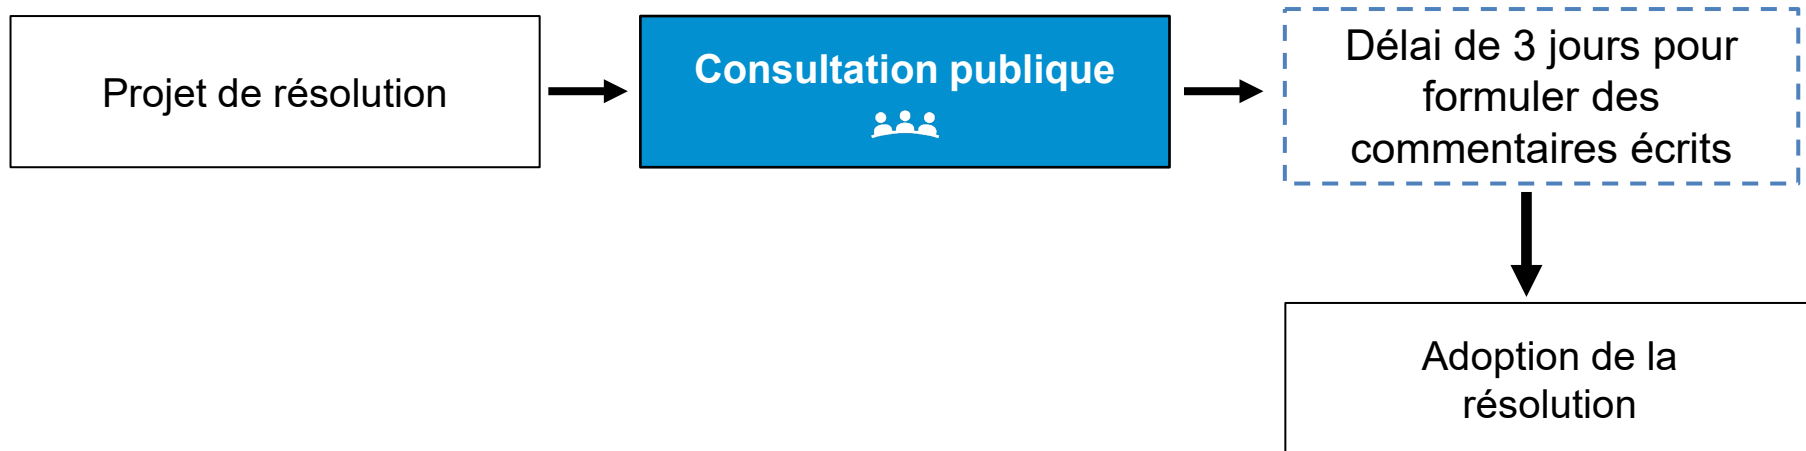 Projet de résolution
Consultation publique
Délai de 3 jours pour
formuler des
commentaires écrits
Adoption de la
résolution